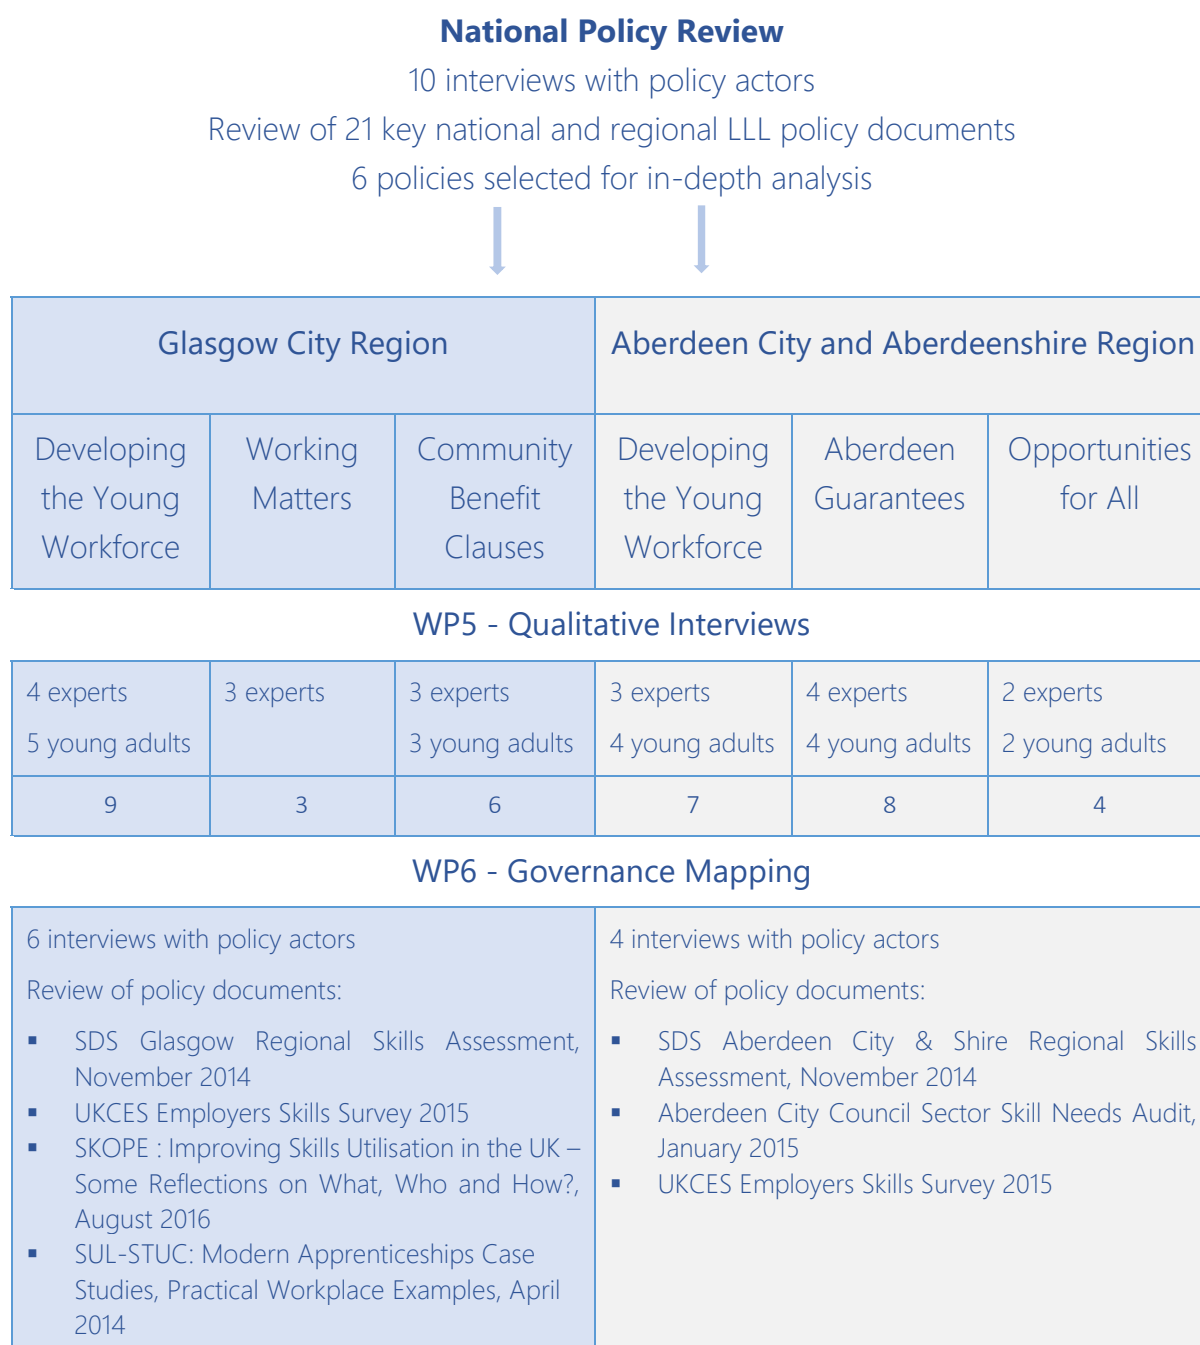 National Policy Review
10 interviews with policy actors
Review of 21 key national and regional LLL policy documents
6 policies selected for in-depth analysis
Glasgow City Region
Aberdeen City and Aberdeenshire Region
Developing
the Young
Workforce
Working
Matters
Community
Benefit
Clauses
Developing
the Young
Workforce
Aberdeen
Guarantees
Opportunities
for All
WP5 - Qualitative Interviews
4 experts
5 young adults
3 experts
3 experts
3 young adults
3 experts
4 young adults
4 experts
4 young adults
2 experts
2 young adults
9
3
6
7
8
4
WP6 - Governance Mapping
6 interviews with policy actors
Review of policy documents:
▪ SDS Glasgow Regional Skills Assessment,
November 2014
▪ UKCES Employers Skills Survey 2015
▪ SKOPE : Improving Skills Utilisation in the UK –
Some Reflections on What, Who and How?,
August 2016
▪ SUL-STUC: Modern Apprenticeships Case
Studies, Practical Workplace Examples, April
2014
4 interviews with policy actors
Review of policy documents:
▪ SDS Aberdeen City & Shire Regional Skills
Assessment, November 2014
▪ Aberdeen City Council Sector Skill Needs Audit,
January 2015
▪ UKCES Employers Skills Survey 2015